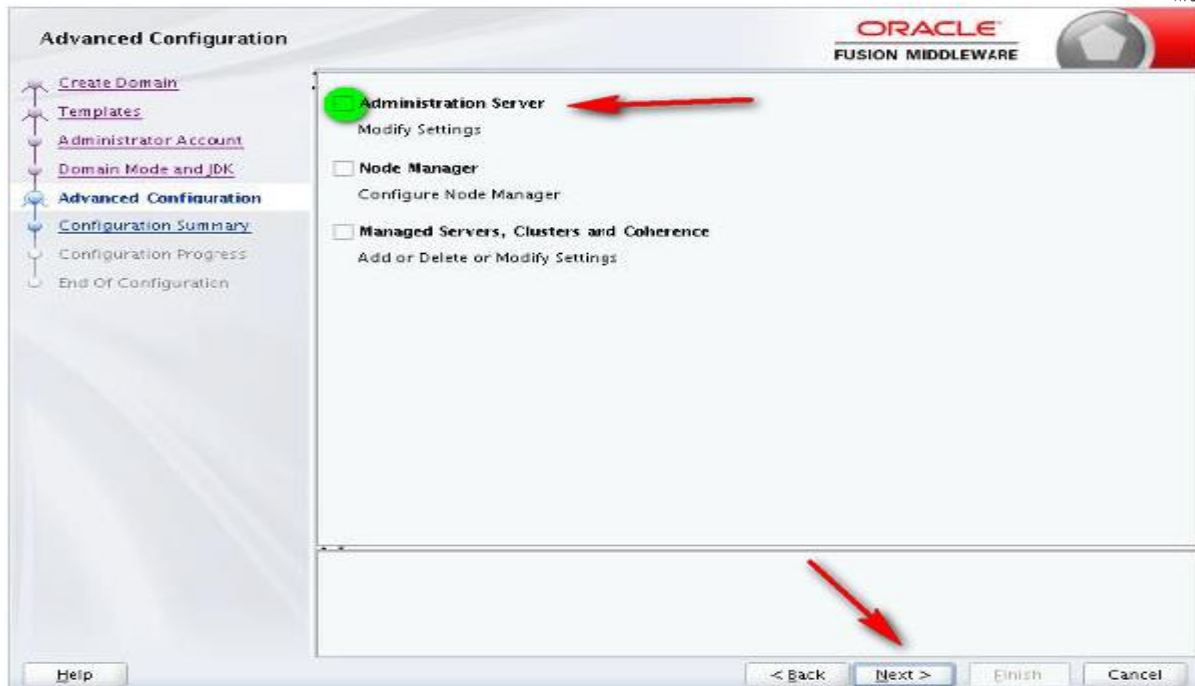 Advanced Configuration
ORACLE
FUSION MIDDLEWARE
Create Domain
Templates
Administrator Account
Domain Mode and JDK
Advanced Configuration
Configuration Summary
Configuration Progress
End Of Configuration
Administration Server
Modify Settings
Node Manager
Configure Node Manager
Managed Servers, Clusters and Coherence
Add or Delete or Modify Settings
Help
< Back
Next >
Finish
Cancel